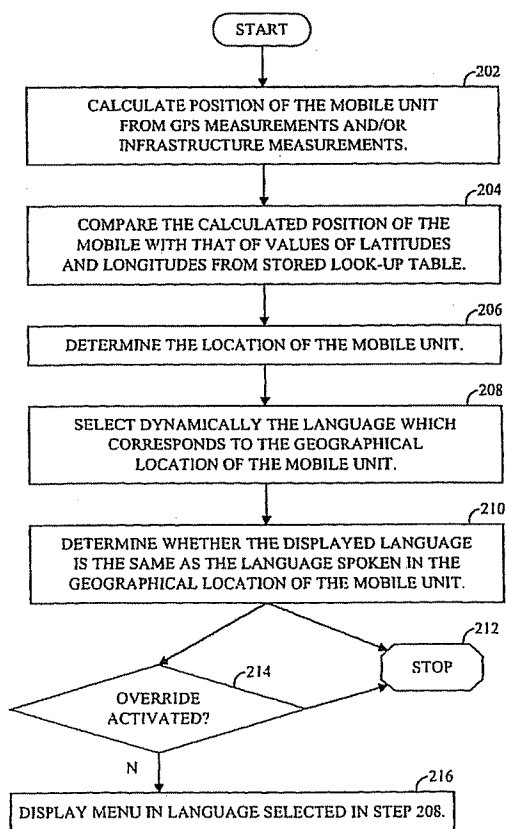 START
202
CALCULATE POSITION OF THE MOBILE UNIT
FROM GPS MEASUREMENTS AND/OR
INFRASTRUCTURE MEASUREMENTS.
204
COMPARE THE CALCULATED POSITION OF THE
MOBILE WITH THAT OF VALUES OF LATITUDES
AND LONGITUDES FROM STORED LOOK-UP TABLE.
206
DETERMINE THE LOCATION OF THE MOBILE UNIT.
208
SELECT DYNAMICALLY THE LANGUAGE WHICH
CORRESPONDS TO THE GEOGRAPHICAL
LOCATION OF THE MOBILE UNIT.
210
DETERMINE WHETHER THE DISPLAYED LANGUAGE
IS THE SAME AS THE LANGUAGE SPOKEN IN THE
GEOGRAPHICAL LOCATION OF THE MOBILE UNIT.
212
STOP
214
OVERRIDE
ACTIVATED?
N
216
DISPLAY MENU IN LANGUAGE SELECTED IN STEP 208.